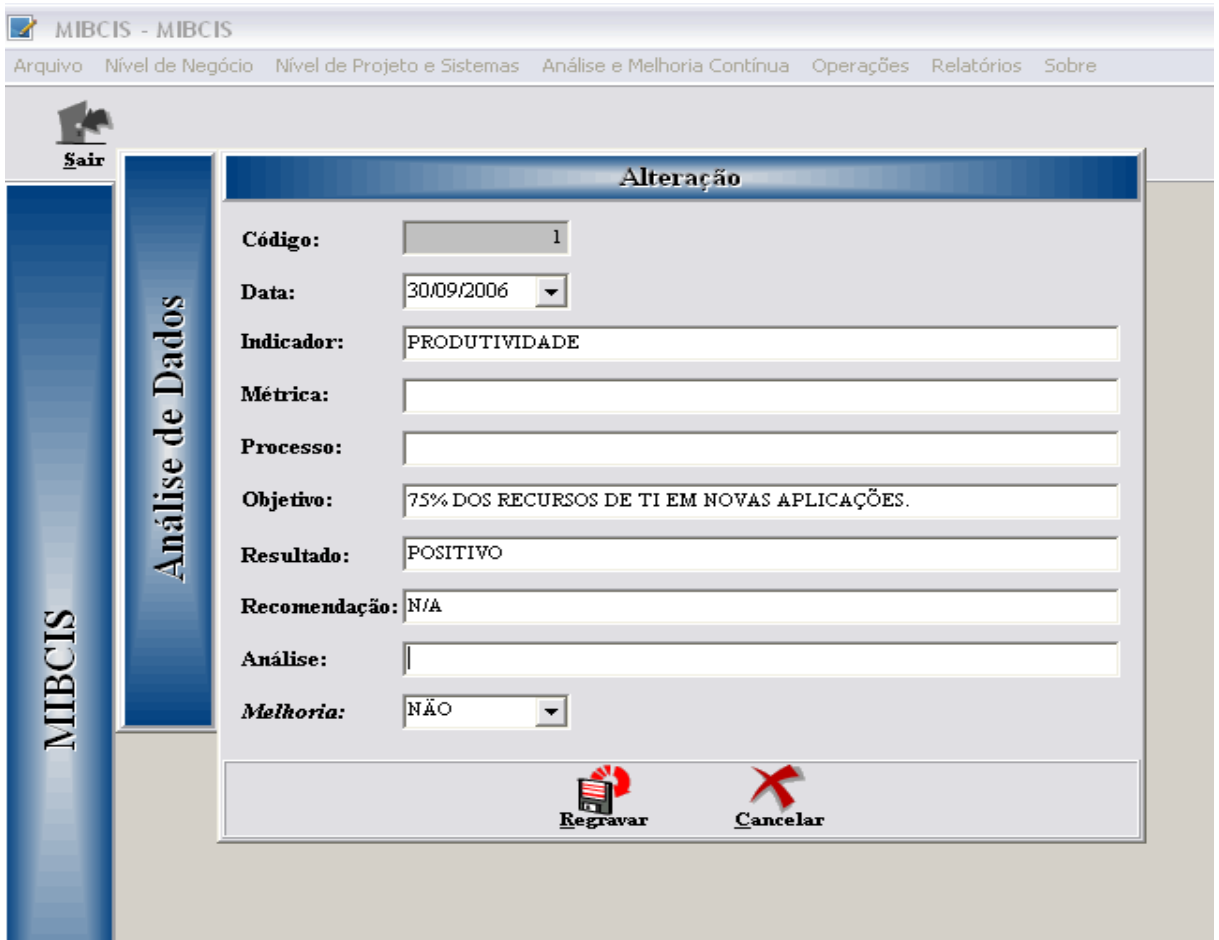 MIBCIS - MIBCIS
Arquivo Nível de Negócio Nível de Projeto e Sistemas Análise e Melhoria Contínua Operações Relatórios Sobre
Sair
MIBCIS
Análise de Dados
Alteração
Código: 1
Data: 30/09/2006
Indicador: PRODUTIVIDADE
Métrica:
Processo:
Objetivo: 75% DOS RECURSOS DE TI EM NOVAS APLICAÇÕES.
Resultado: POSITIVO
Recomendação: N/A
Análise:
Melhoria: NÃO
Regravar Cancelar